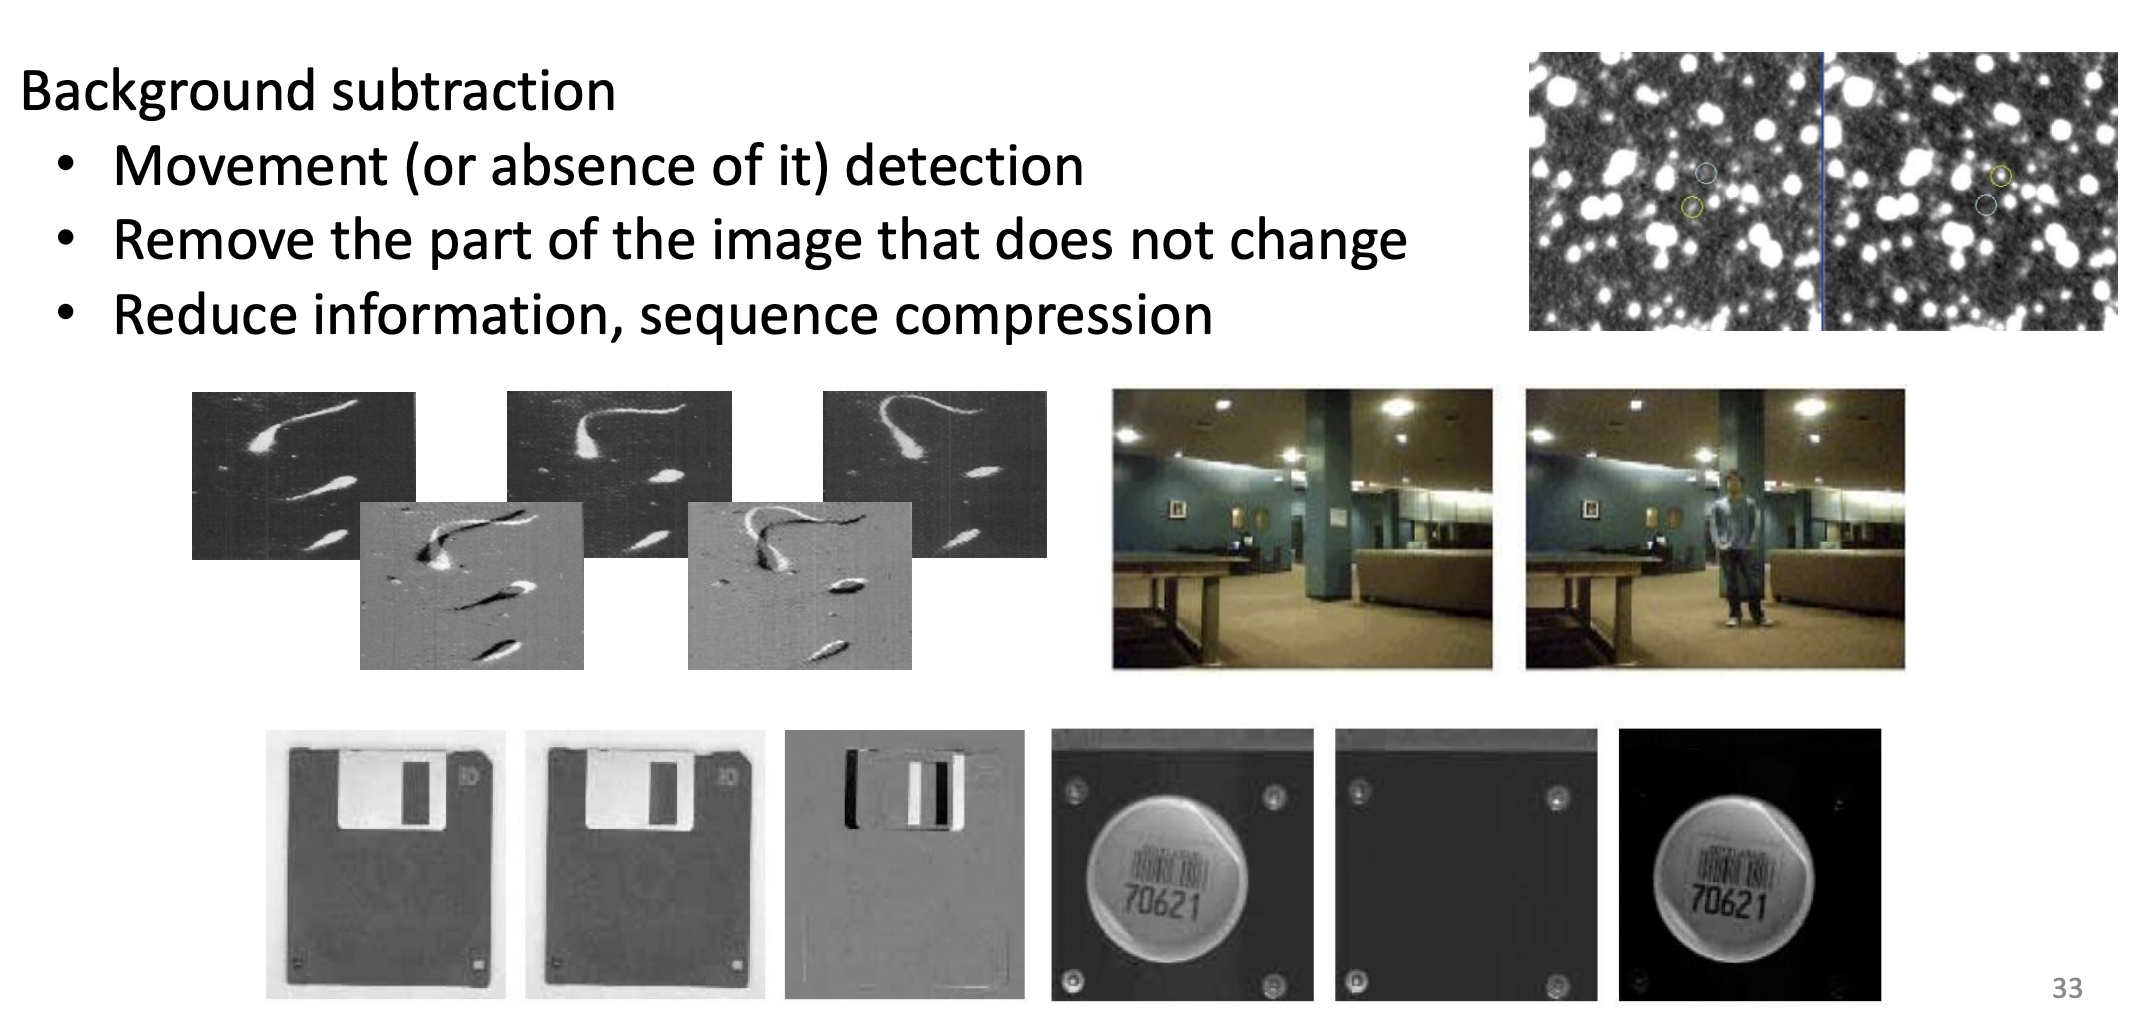 Background subtraction
• Movement (or absence of it) detection
• Remove the part of the image that does not change
• Reduce information, sequence compression
70621
70621
33